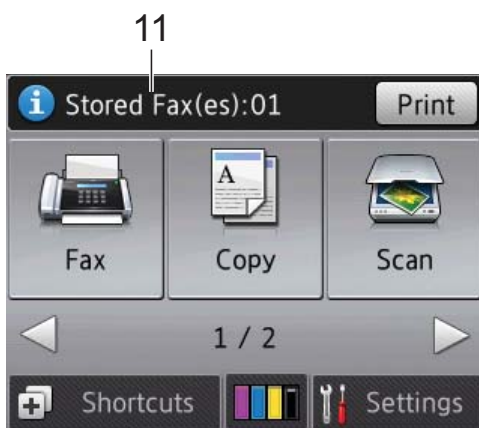 11
Stored Fax(es):01 Print
A
Fax Copy Scan
1 / 2
Shortcuts Settings